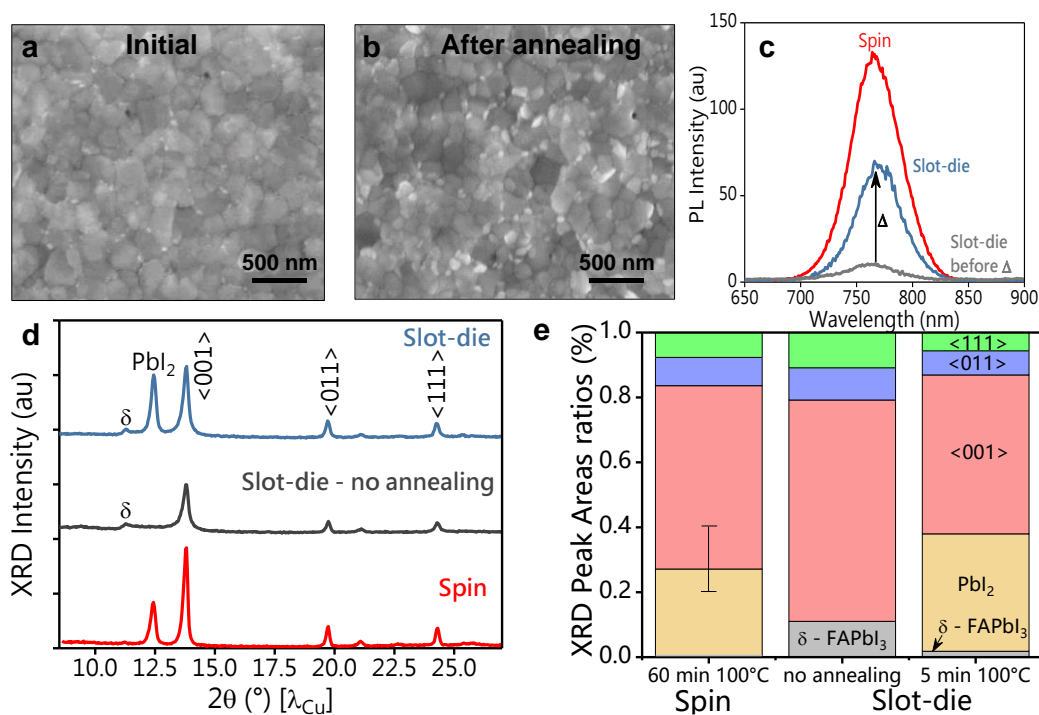 a
Initial
500 nm
b
After annealing
500 nm
c
PL Intensity (au)
150
100
50
0
Spin
Slot-die
Δ
Slot-die
before Δ
650 700 750 800 850 900
Wavelength (nm)
d
XRD Intensity (au)
Slot-die
PbI₂
<001>
<011>
<111>
δ
Slot-die - no annealing
δ
Spin
10.0 12.5 15.0 17.5 20.0 22.5 25.0
2θ (°) [λCu]
e
XRD Peak Areas ratios (%)
1.0
0.8
0.6
0.4
0.2
0.0
<111>
<011>
<001>
PbI₂
δ - FAPbI₃
δ - FAPbI₃
60 min 100°C no annealing 5 min 100°C
Spin Slot-die